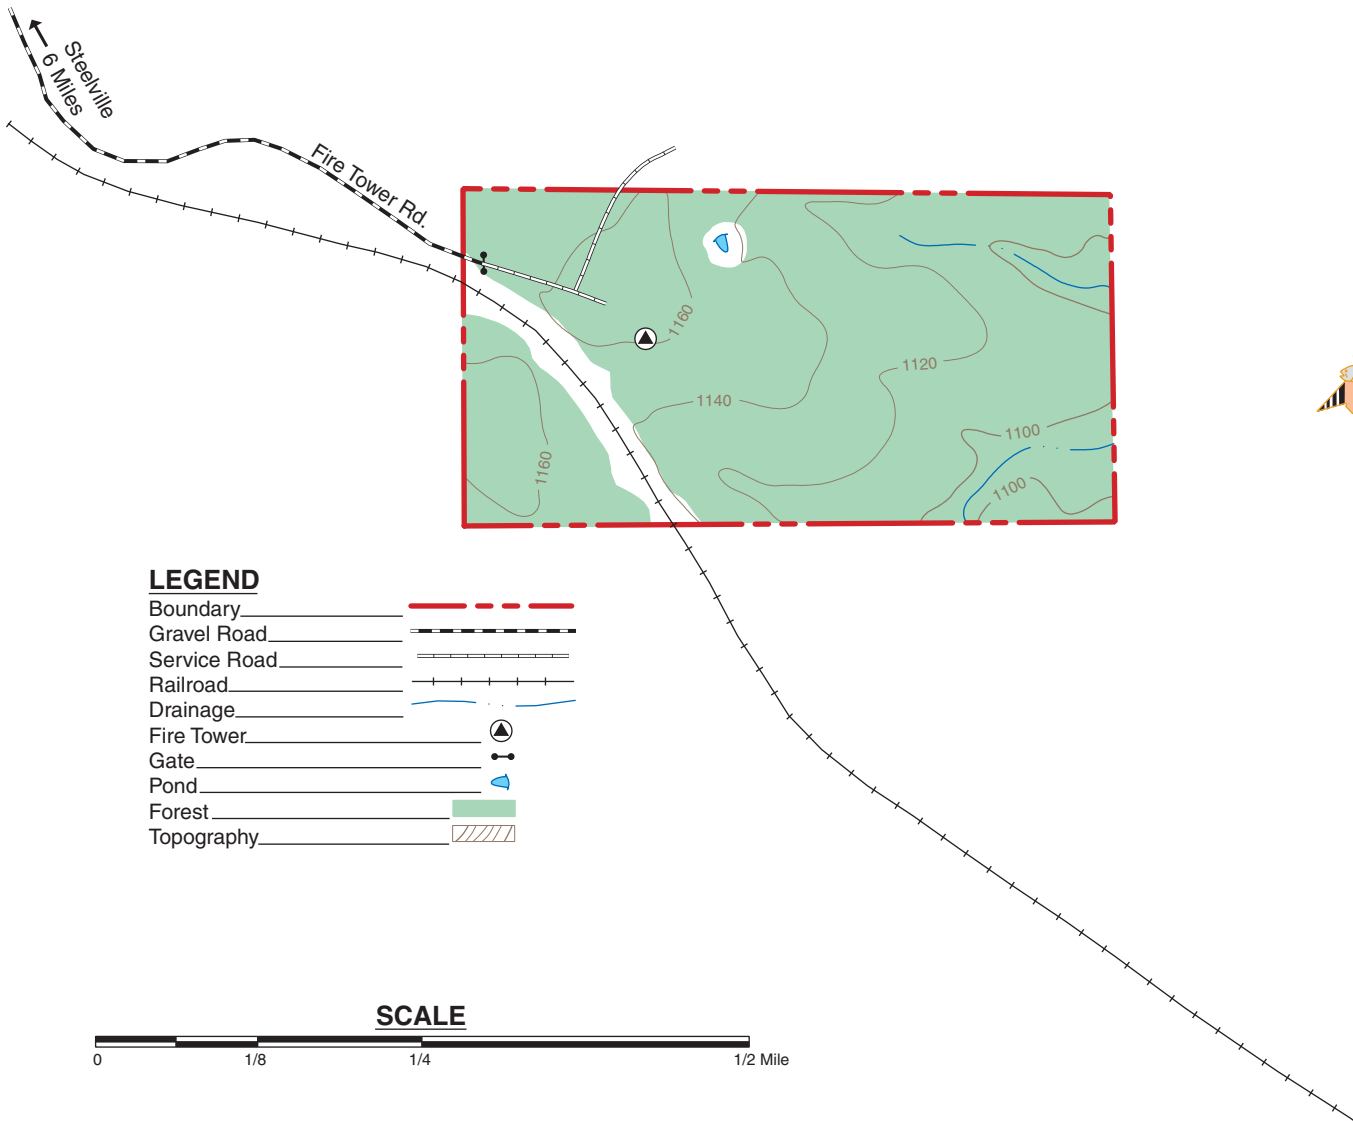 Steelville
6 Miles
Fire Tower Rd.
1160
1120
1140
1100
1160
1100
LEGEND
Boundary
Gravel Road
Service Road
Railroad
Drainage
Fire Tower
Gate
Pond
Forest
Topography
SCALE
0 1/8 1/4 1/2 Mile